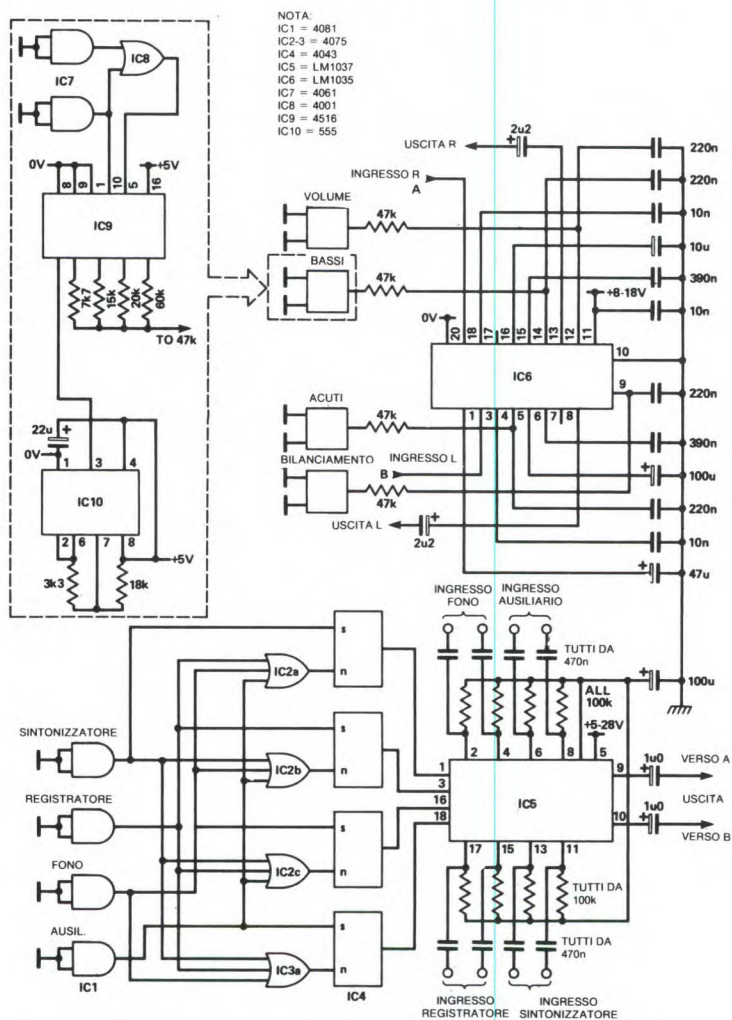 NOTA:
IC1 = 4081
IC2-3 = 4075
IC4 = 4043
IC5 = LM1037
IC6 = LM1035
IC7 = 4061
IC8 = 4001
IC9 = 4516
IC10 = 555
IC7
IC8
0V
+5V
8
9
1
10
5
16
IC9
7k7
15k
20k
60k
TO 47k
22u
+
0V
1
3
4
IC10
2
6
7
8
+5V
3k3
18k
USCITA R
2u2
+
INGRESSO R
A
VOLUME
47k
BASSI
47k
220n
220n
10n
10u
390n
+8-18V
10n
0V
20
18
17
16
15
14
13
12
11
IC6
10
9
1
3
4
5
6
7
8
220n
390n
+
100u
220n
10n
+
47u
ACUTI
47k
BILANCIAMENTO
INGRESSO L
B
47k
USCITA L
+
2u2
INGRESSO
FONO
INGRESSO
AUSILIARIO
TUTTI DA
470n
ALL
100k
+5-28V
+
100u
2
4
6
8
5
1
3
16
18
IC5
9
10
17
15
13
11
1u0
+
VERSO A
USCITA
1u0
+
VERSO B
TUTTI DA
100k
TUTTI DA
470n
INGRESSO
REGISTRATORE
INGRESSO
SINTONIZZATORE
SINTONIZZATORE
REGISTRATORE
FONO
AUSIL.
IC1
IC2a
IC2b
IC2c
IC3a
s
n
s
n
s
n
s
n
IC4